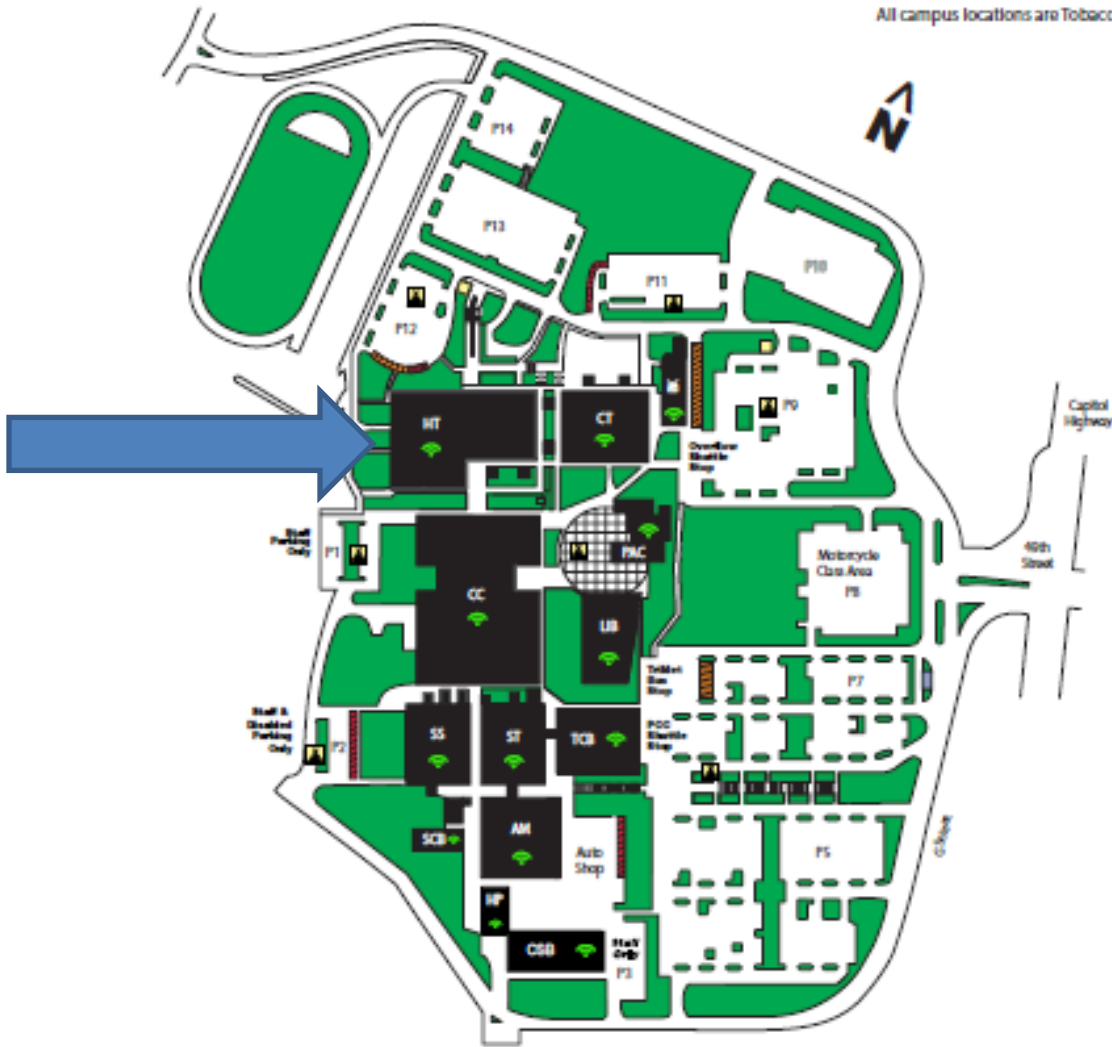 All campus locations are Tobacc
N
P14
P13
P11
P10
P12
P9
Capitol
Highway
HT
CT
Overflow
Shuttle
Stop
Staff
Parking
Only
P1
PAC
Motorcycle
Class Area
P8
49th
Street
CC
LIB
TriMet
Bus
Stop
P7
Staff &
Disabled
Parking
Only
P2
SS
ST
TCB
PCC
Shuttle
Stop
SCB
AM
Auto
Shop
P5
HP
CSB
Staff
Only
P3